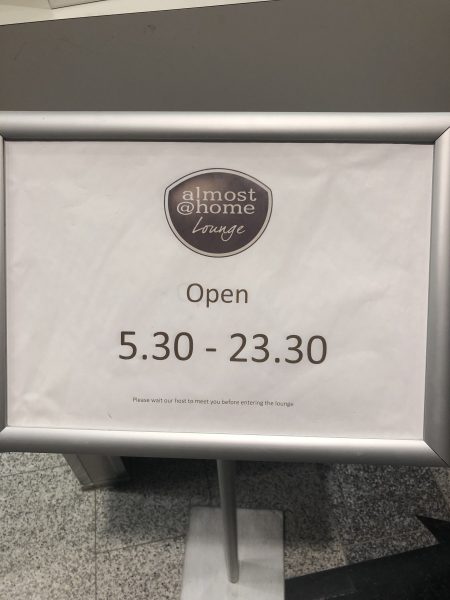 almost
@home
Lounge
Open
5.30 - 23.30
Please wait our host to meet you before entering the lounge